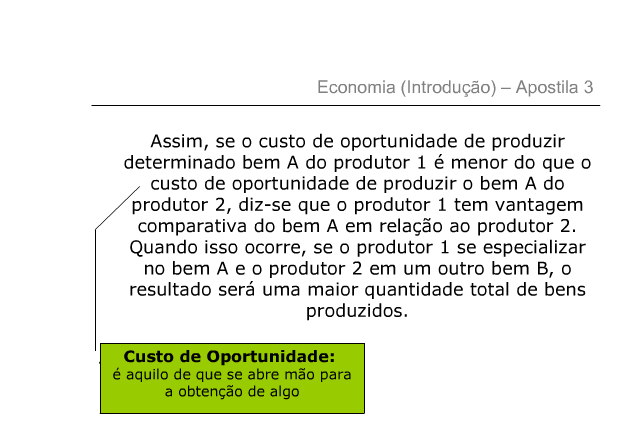 Economia (Introdução) – Apostila 3
Assim, se o custo de oportunidade de produzir
determinado bem A do produtor 1 é menor do que o
custo de oportunidade de produzir o bem A do
produtor 2, diz-se que o produtor 1 tem vantagem
comparativa do bem A em relação ao produtor 2.
Quando isso ocorre, se o produtor 1 se especializar
no bem A e o produtor 2 em um outro bem B, o
resultado será uma maior quantidade total de bens
produzidos.
Custo de Oportunidade:
é aquilo de que se abre mão para
a obtenção de algo